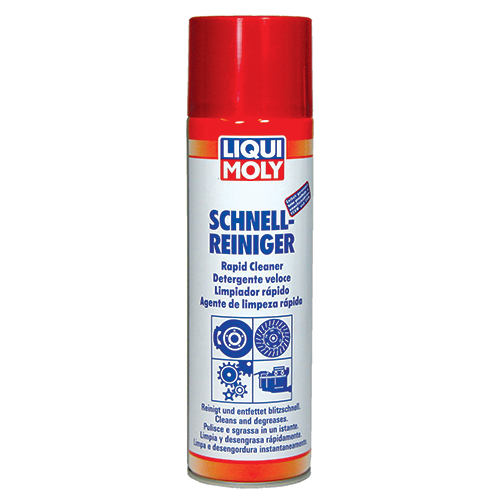 LIQUI
MOLY
SCHNELL-
REINIGER
Rapid Cleaner
Detergente veloce
Limpiador rápido
Agente de limpeza rápida
Reinigt und entfettet blitzschnell.
Cleans and degreases.
Pulisce e sgrassa in un istante.
Limpia y desengrasa rápidamente.
Limpa e desengordura instantaneamente.